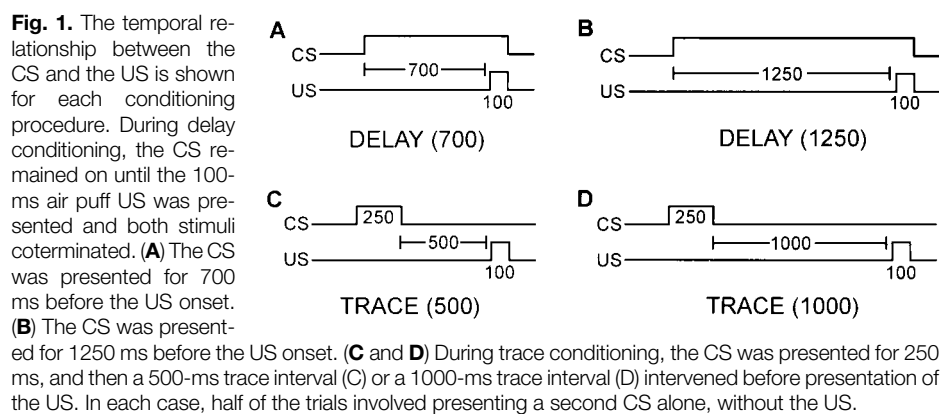 Fig. 1. The temporal re-
lationship between the
CS and the US is shown
for each conditioning
procedure. During delay
conditioning, the CS re-
mained on until the 100-
ms air puff US was pre-
sented and both stimuli
coterminated. (A) The CS
was presented for 700
ms before the US onset.
(B) The CS was present-
ed for 1250 ms before the US onset. (C and D) During trace conditioning, the CS was presented for 250
ms, and then a 500-ms trace interval (C) or a 1000-ms trace interval (D) intervened before presentation of
the US. In each case, half of the trials involved presenting a second CS alone, without the US.
A
CS
700
US
100
DELAY (700)
B
CS
1250
US
100
DELAY (1250)
C
CS
250
500
US
100
TRACE (500)
D
CS
250
1000
US
100
TRACE (1000)